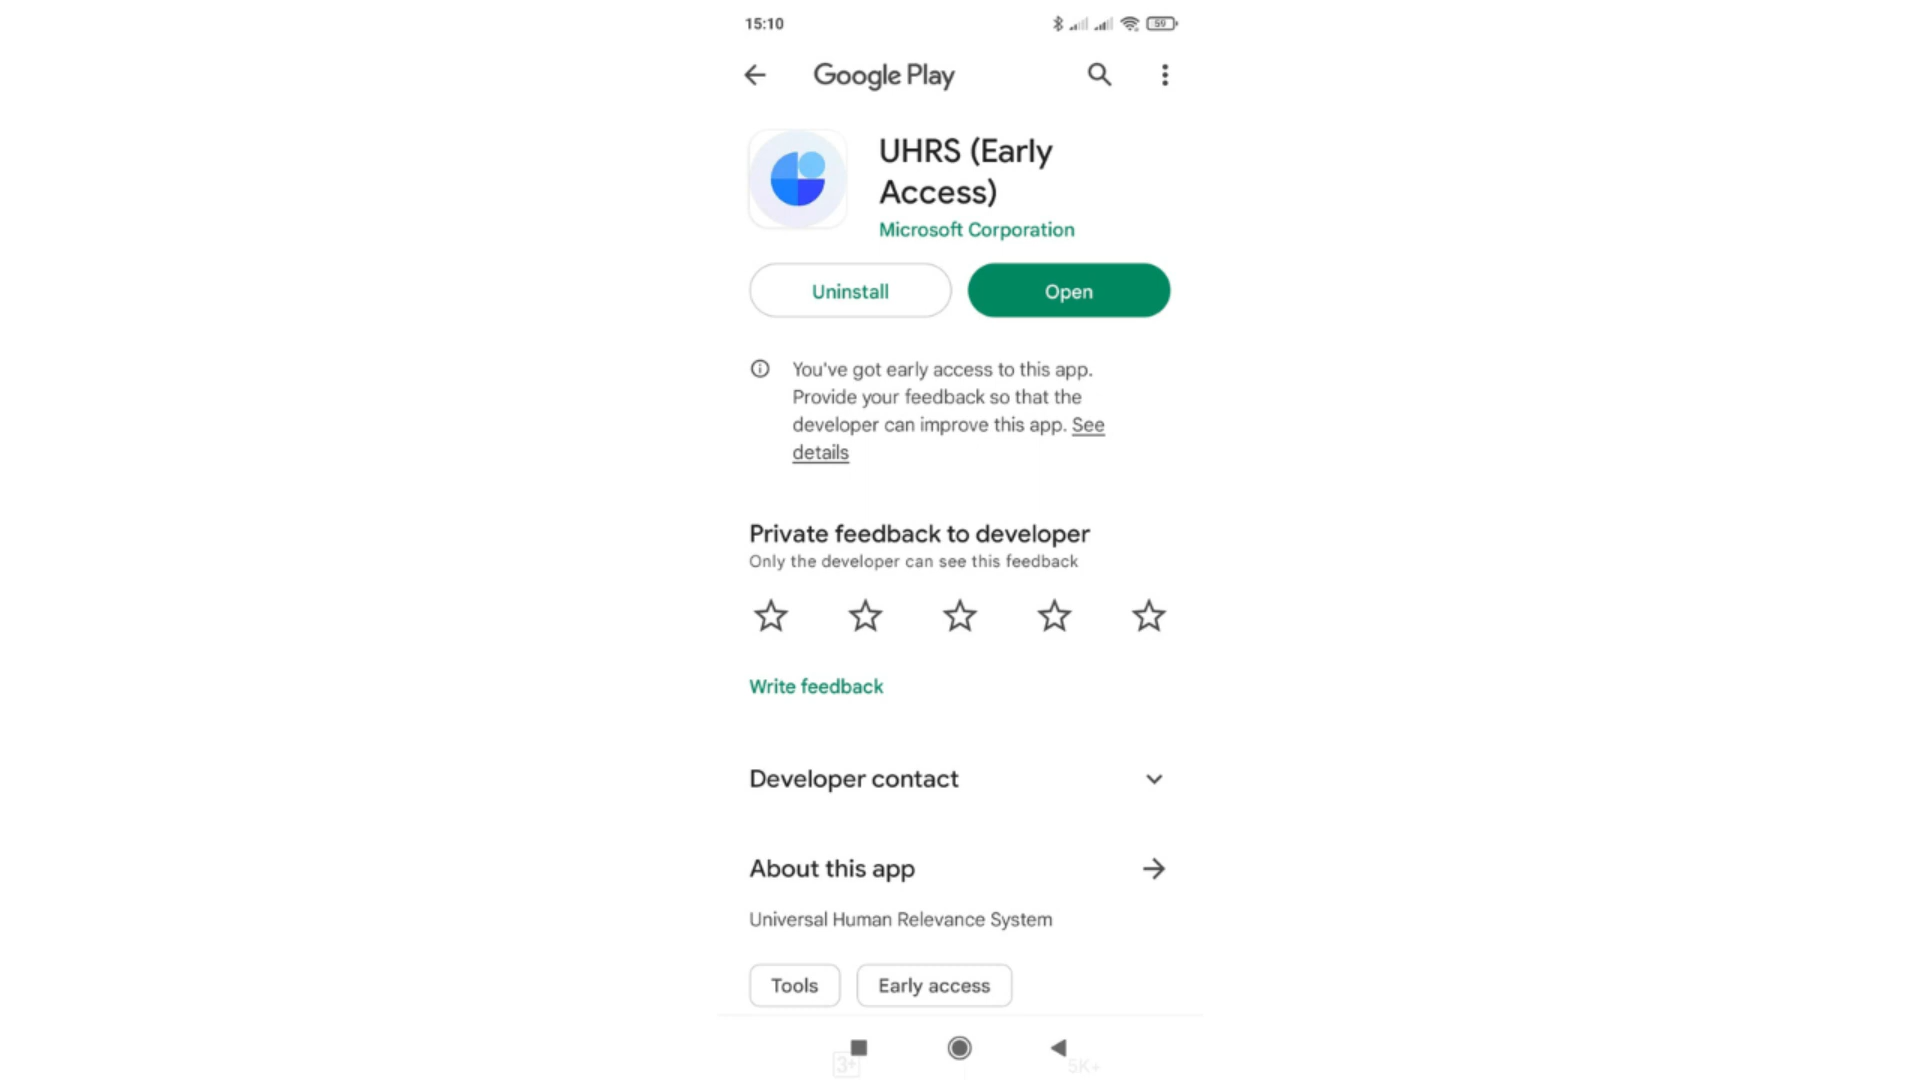 15:10
59
Google Play
UHRS (Early
Access)
Microsoft Corporation
Uninstall
Open
You've got early access to this app.
Provide your feedback so that the
developer can improve this app. See
details
Private feedback to developer
Only the developer can see this feedback
Write feedback
Developer contact
About this app
Universal Human Relevance System
Tools
Early access
3+
5K+